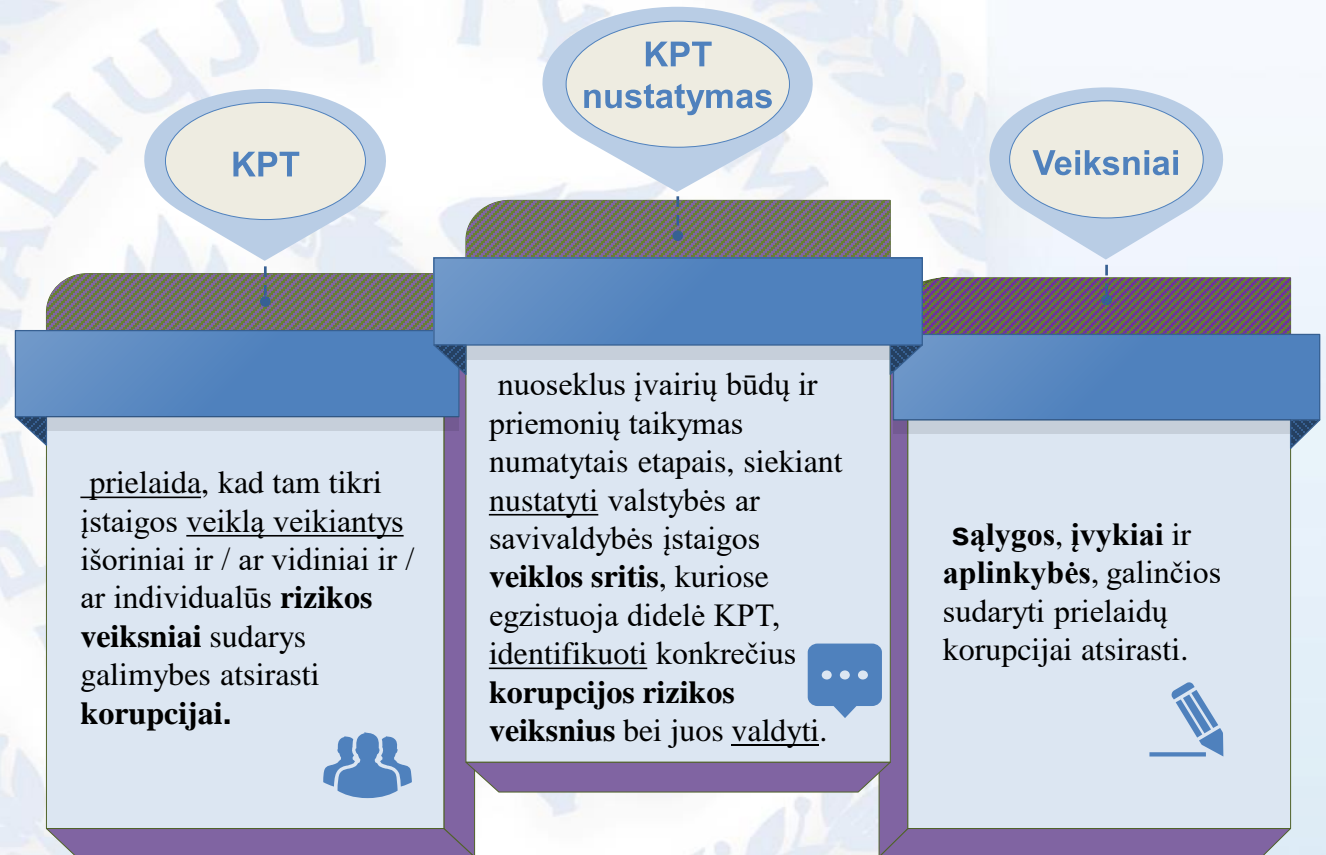 KPT
prielaida, kad tam tikri
įstaigos veiklą veikiantys
išoriniai ir / ar vidiniai ir /
ar individualūs rizikos
veiksniai sudarys
galimybes atsirasti
korupcijai.
KPT
nustatymas
nuoseklus įvairių būdų ir
priemonių taikymas
numatytais etapais, siekiant
nustatyti valstybės ar
savivaldybės įstaigos
veiklos sritis, kuriose
egzistuoja didelė KPT,
identifikuoti konkrečius
korupcijos rizikos
veiksnius bei juos valdyti.
Veiksniai
sąlygos, įvykiai ir
aplinkybės, galinčios
sudaryti prielaidų
korupcijai atsirasti.